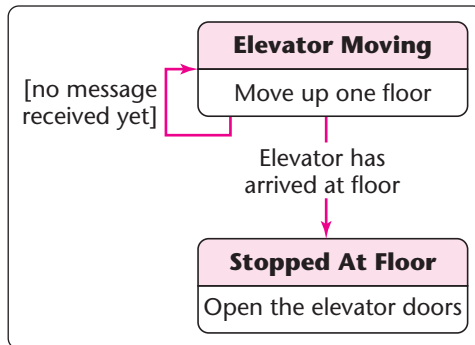 Elevator Moving
Move up one floor
[no message
received yet]
Elevator has
arrived at floor
Stopped At Floor
Open the elevator doors